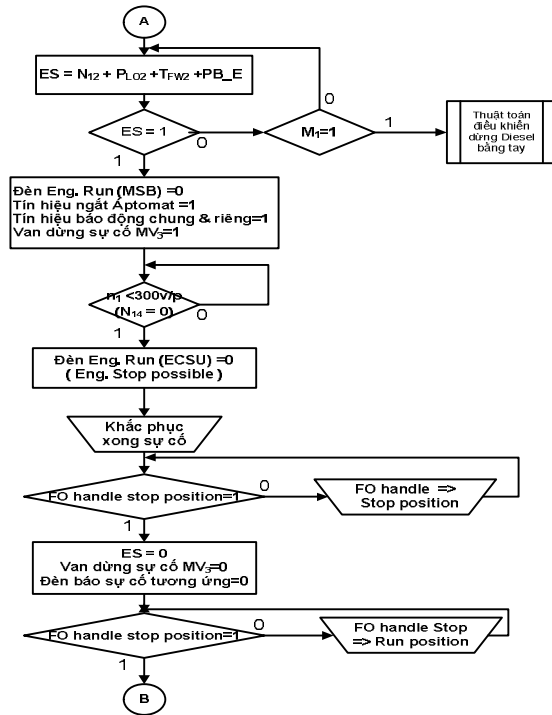 A
ES = N12 + PLO2 +TFW2 +PB_E
0
ES = 1
0
M1=1
1
Thuật toán
điều khiển
dừng Diesel
bằng tay
1
Đèn Eng. Run (MSB) =0
Tín hiệu ngắt Áptomat =1
Tín hiệu báo động chung & riêng=1
Van dừng sự cố MV3=1
n1 <300v/p
(N14 = 0)
0
1
Đèn Eng. Run (ECSU) =0
( Eng. Stop possible )
Khắc phục
xong sự cố
FO handle stop position=1
0
FO handle =>
Stop position
1
ES = 0
Van dừng sự cố MV3=0
Đèn báo sự cố tương ứng=0
FO handle stop position=1
0
FO handle Stop
=> Run position
1
B